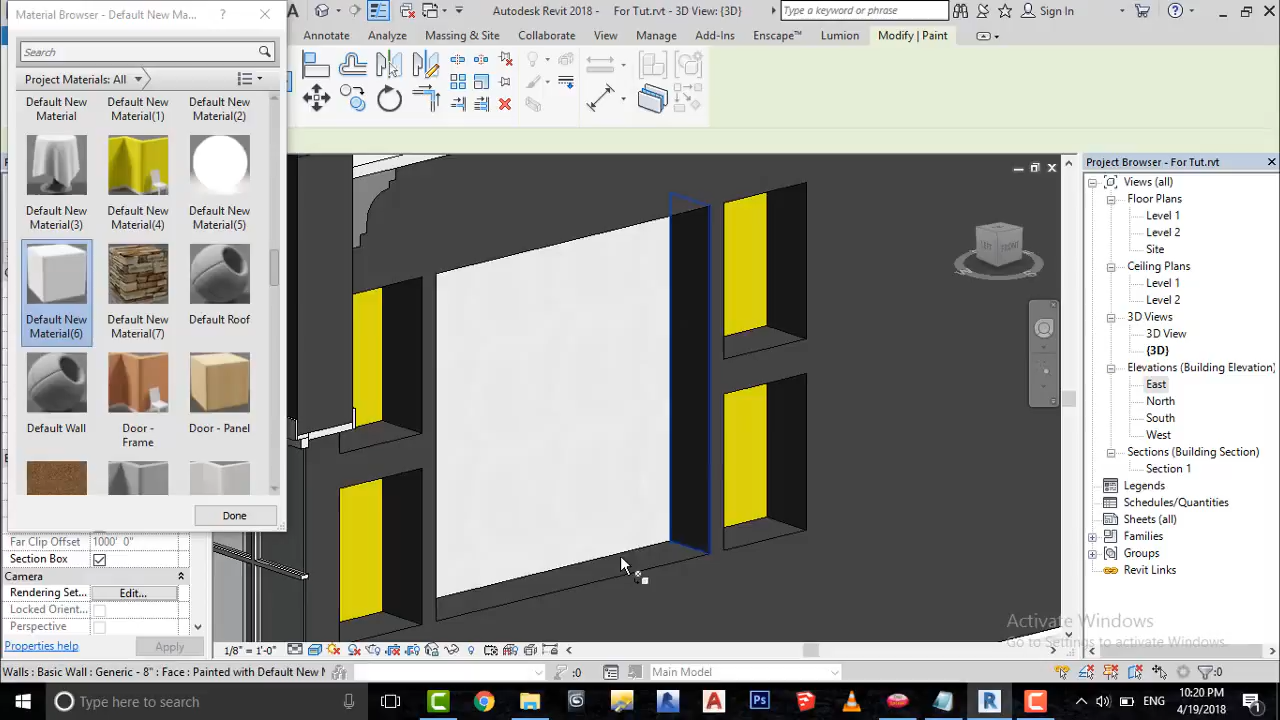 Material Browser - Default New Ma...
?
Autodesk Revit 2018 - For Tut.rvt - 3D View: {3D}
Type a keyword or phrase
Sign In
Annotate Analyze Massing & Site Collaborate View Manage Add-Ins Enscape™ Lumion Modify | Paint
Search
Project Materials: All
Default New Material
Default New Material(1)
Default New Material(2)
Default New Material(3)
Default New Material(4)
Default New Material(5)
Default New Material(6)
Default New Material(7)
Default Roof
Default Wall
Door - Frame
Door - Panel
Done
Far Clip Offset 1000' 0"
Section Box
Camera
Rendering Set... Edit...
Locked Orient...
Perspective
Properties help Apply
LEFT FRONT
Project Browser - For Tut.rvt
Views (all)
Floor Plans
Level 1
Level 2
Site
Ceiling Plans
Level 1
Level 2
3D Views
3D View
{3D}
Elevations (Building Elevation)
East
North
South
West
Sections (Building Section)
Section 1
Legends
Schedules/Quantities
Sheets (all)
Families
Groups
Revit Links
Activate Windows
Go to Settings to activate Windows.
1/8" = 1'-0"
Walls : Basic Wall : Generic - 8" : Face : Painted with Default New
:0
Main Model
:0
Type here to search
ENG
10:20 PM
4/19/2018